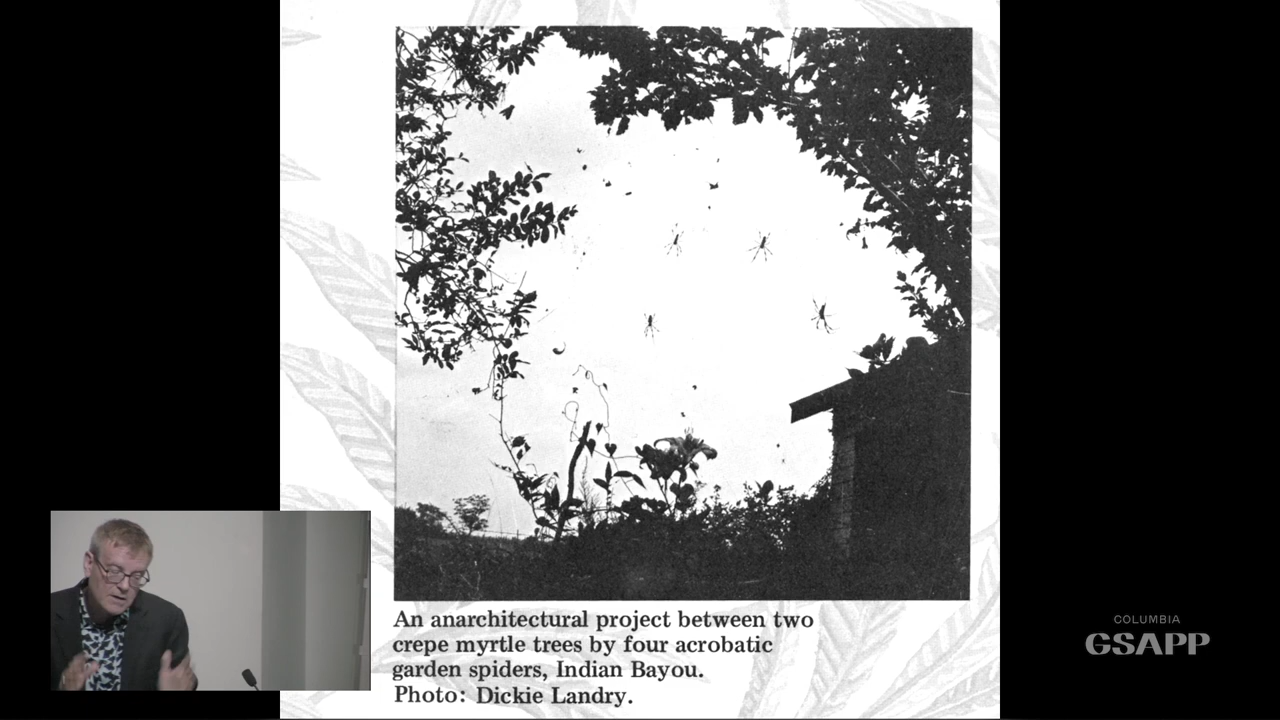 An anarchitectural project between two
crepe myrtle trees by four acrobatic
garden spiders, Indian Bayou.
Photo: Dickie Landry.
COLUMBIA
GSAPP